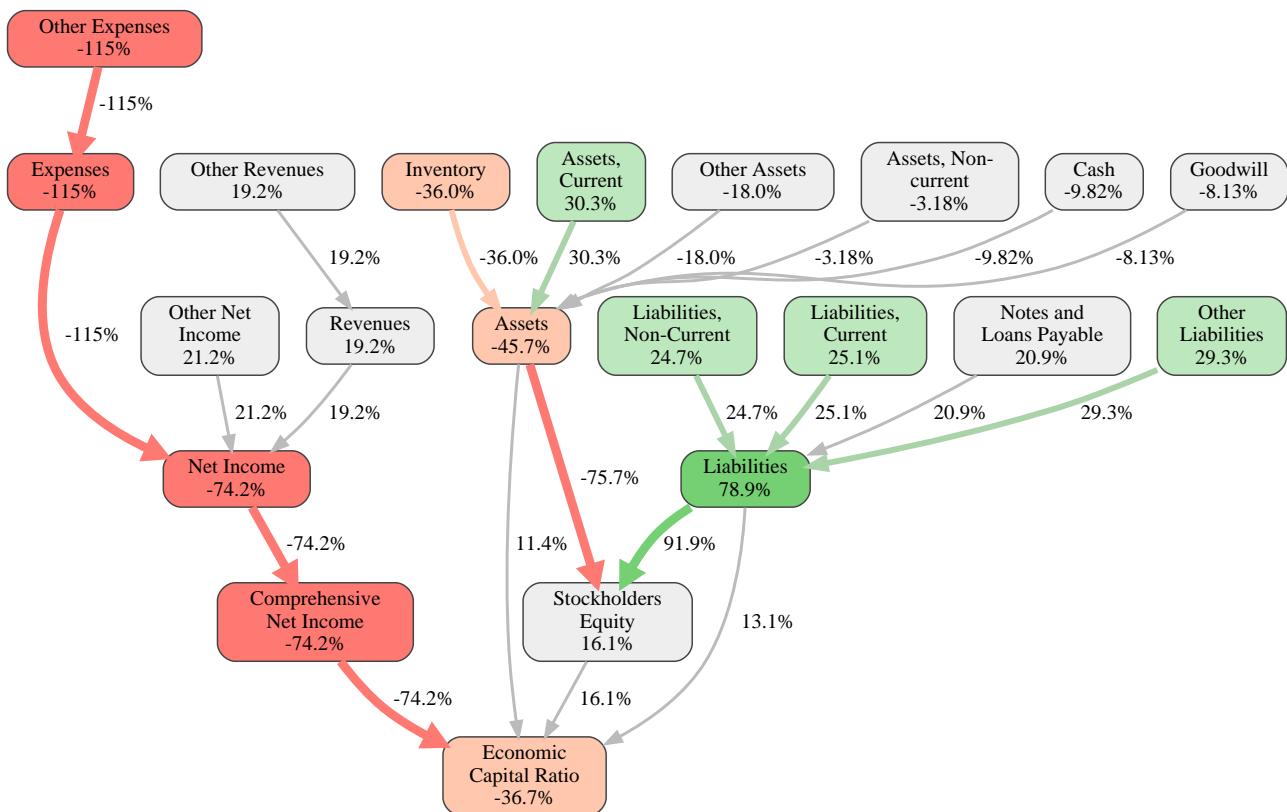 Other Expenses
-115%
-115%
Expenses
-115%
Other Revenues
19.2%
Inventory
-36.0%
Assets,
Current
30.3%
Other Assets
-18.0%
Assets, Non-
current
-3.18%
Cash
-9.82%
Goodwill
-8.13%
19.2%
-36.0%
30.3%
-18.0%
-3.18%
-9.82%
-8.13%
-115%
Other Net
Income
21.2%
Revenues
19.2%
Assets
-45.7%
Liabilities,
Non-Current
24.7%
Liabilities,
Current
25.1%
Notes and
Loans Payable
20.9%
Other
Liabilities
29.3%
21.2%
19.2%
24.7%
25.1%
20.9%
29.3%
Net Income
-74.2%
-75.7%
Liabilities
78.9%
-74.2%
11.4%
91.9%
Comprehensive
Net Income
-74.2%
Stockholders
Equity
16.1%
13.1%
-74.2%
16.1%
Economic
Capital Ratio
-36.7%